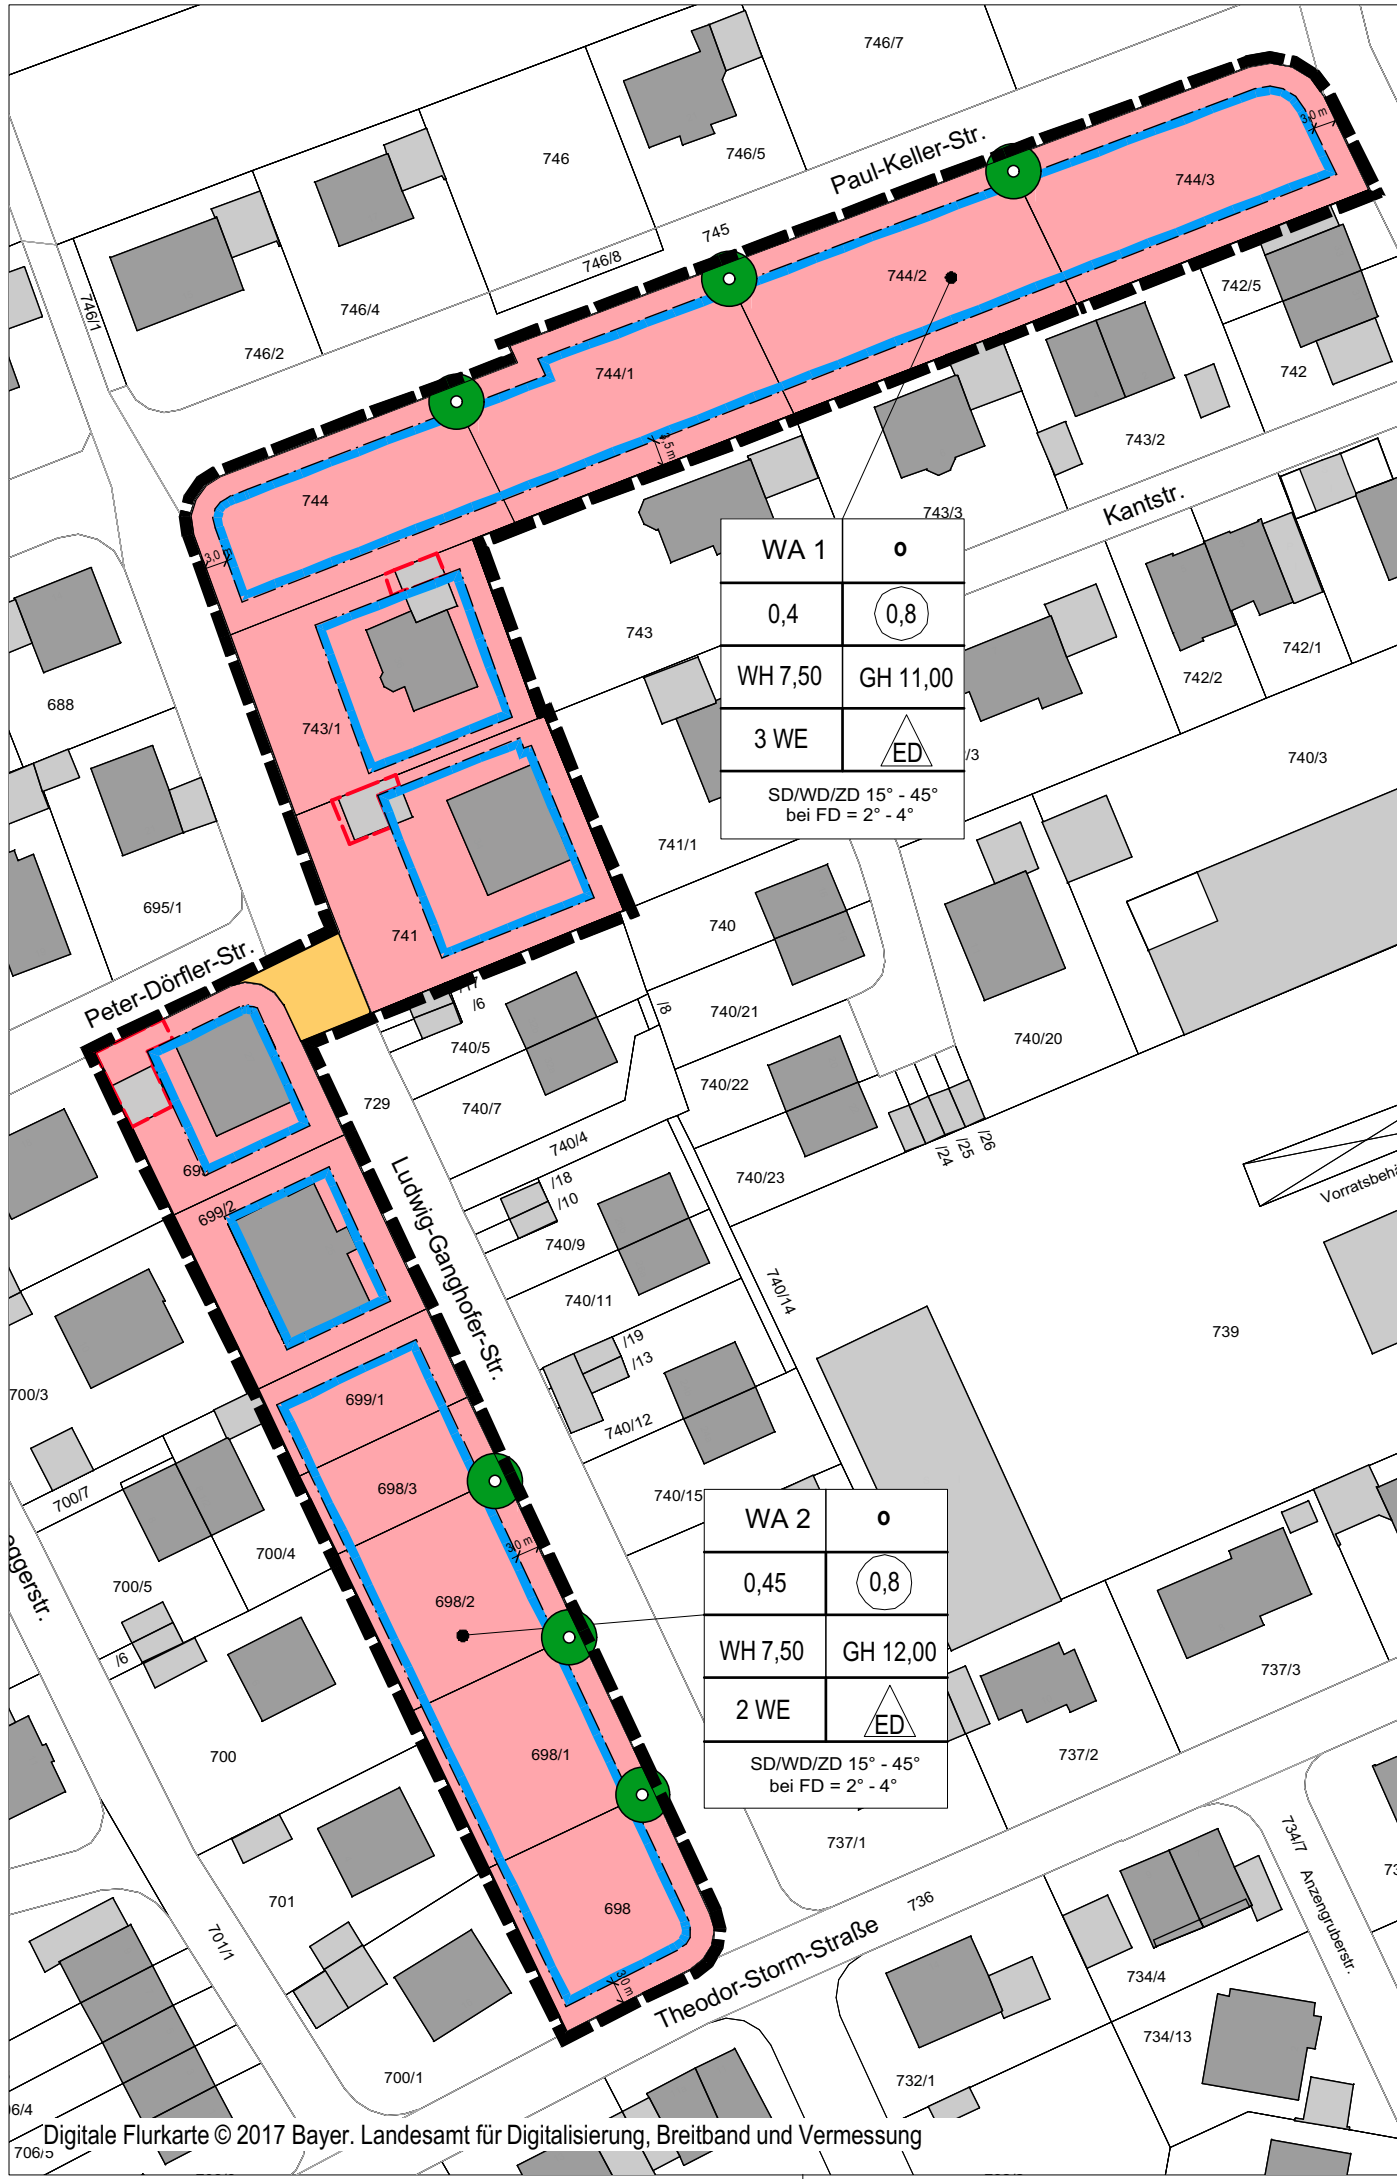 746/7
746
746/5
Paul-Keller-Str.
3,0 m
744/3
745
746/8
744/2
742/5
746/1
746/4
746/2
744/1
742
743/2
744
743/3
Kantstr.
3,0 m
743
742/1
742/2
688
743/1
740/3
WA 1
o
0,4
0,8
WH 7,50
GH 11,00
3 WE
ED
SD/WD/ZD 15° - 45°
bei FD = 2° - 4°
/3
741/1
695/1
741
740
Peter-Dörfler-Str.
/17
/6
/8
740/5
740/21
740/20
740/22
729
740/7
740/4
740/23
/24
/25
/26
699/2
Ludwig-Ganghofer-Str.
/18
/10
740/9
740/11
740/14
739
700/3
699/1
/19
/13
740/12
698/3
700/7
740/15
3,0 m
700/4
700/5
698/2
/6
WA 2
o
0,45
0,8
WH 7,50
GH 12,00
2 WE
ED
SD/WD/ZD 15° - 45°
bei FD = 2° - 4°
737/3
737/2
700
698/1
737/1
734/7
Anzengruberstr.
701
698
736
701/1
3,0 m
Theodor-Storm-Straße
734/4
734/13
732/1
700/1
706/5
Digitale Flurkarte © 2017 Bayer. Landesamt für Digitalisierung, Breitband und Vermessung